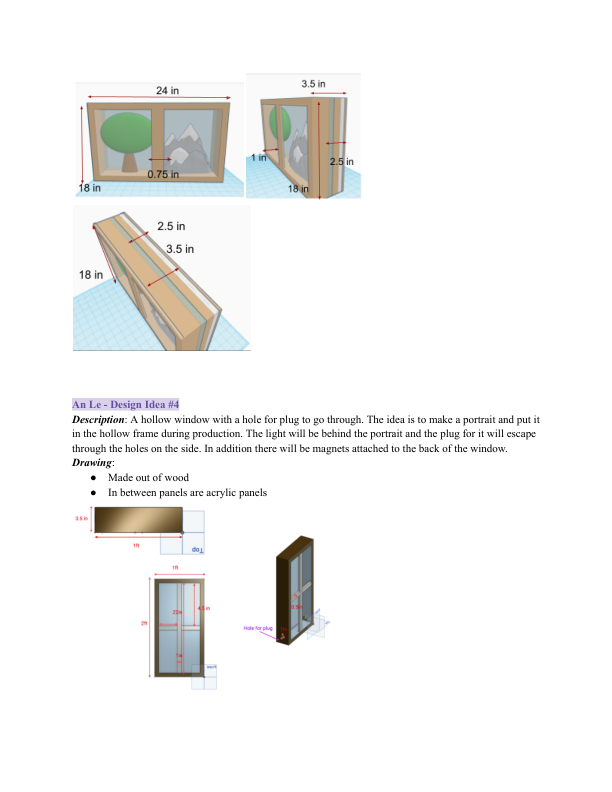 24 in
0.75 in
18 in
3.5 in
1 in
2.5 in
18 in
2.5 in
3.5 in
18 in
An Le - Design Idea #4
Description: A hollow window with a hole for plug to go through. The idea is to make a portrait and put it
in the hollow frame during production. The light will be behind the portrait and the plug for it will escape
through the holes on the side. In addition there will be magnets attached to the back of the window.
Drawing:
● Made out of wood
● In between panels are acrylic panels
3.5 in
1ft
Top
1ft
2ft
22in
Hole for plug